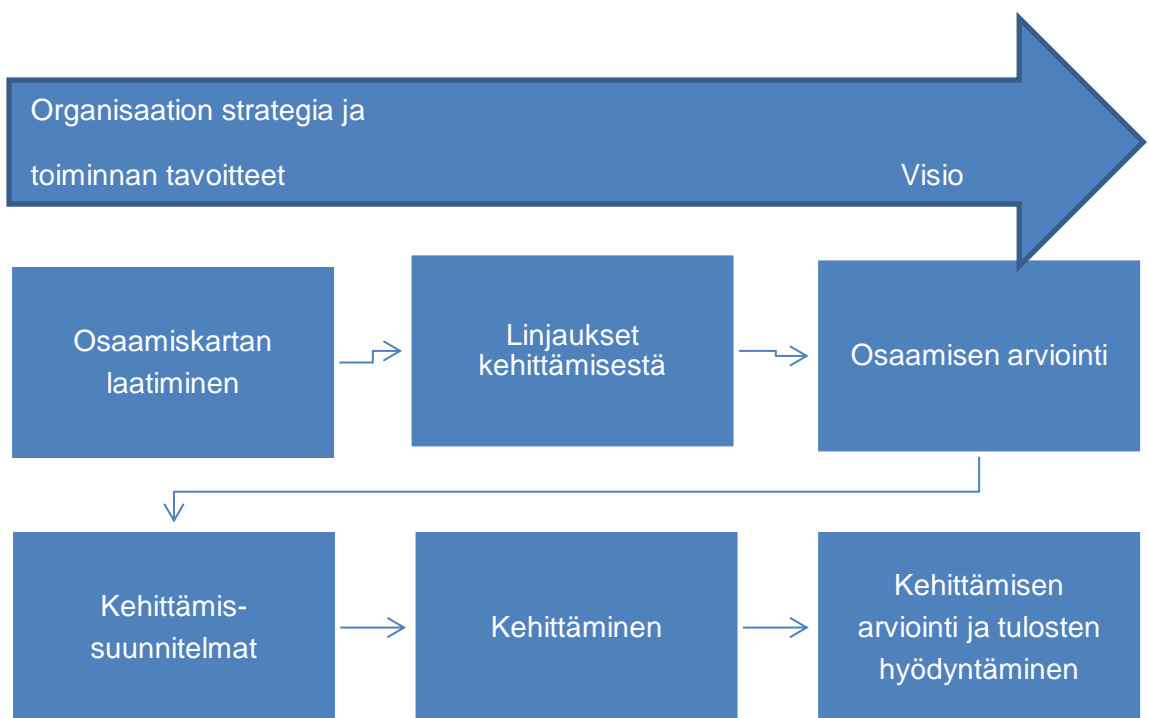 Organisaation strategia ja
toiminnan tavoitteet
Visio
Osaamiskartan
laatiminen
Linjaukset
kehittämisestä
Osaamisen arviointi
Kehittämis-
suunnitelmat
Kehittäminen
Kehittämisen
arviointi ja tulosten
hyödyntäminen